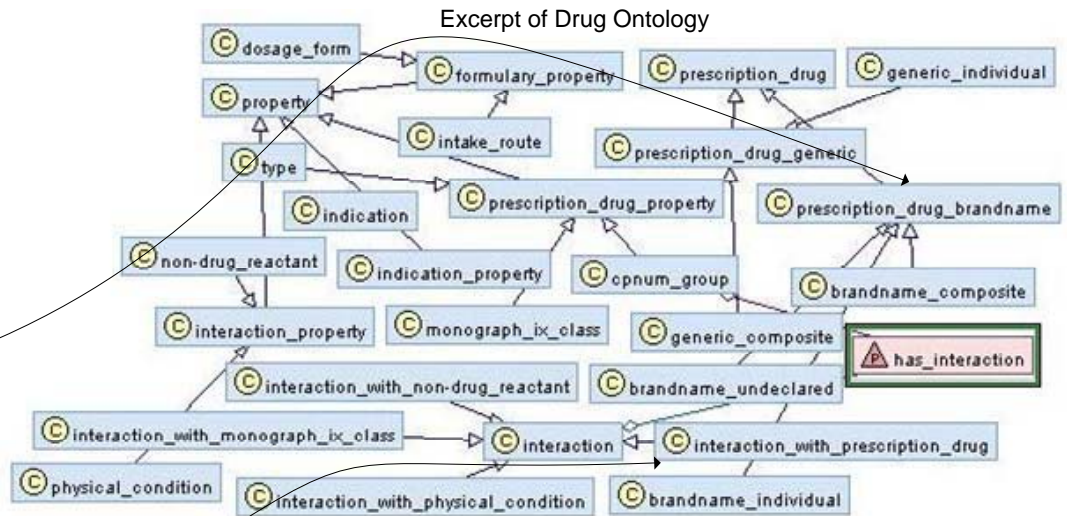 Excerpt of Drug Ontology
C dosage_form
C formulary_property
C prescription_drug
C generic_individual
C property
C intake_route
C prescription_drug_generic
C type
C indication
C prescription_drug_property
C prescription_drug_brandname
C non-drug_reactant
C indication_property
C cpnum_group
C brandname_composite
C interaction_property
C monograph_ix_class
C generic_composite
P has_interaction
C interaction_with_non-drug_reactant
C brandname_undeclared
C interaction_with_monograph_ix_class
C interaction
C interaction_with_prescription_drug
C physical_condition
C interaction_with_physical_condition
C brandname_individual